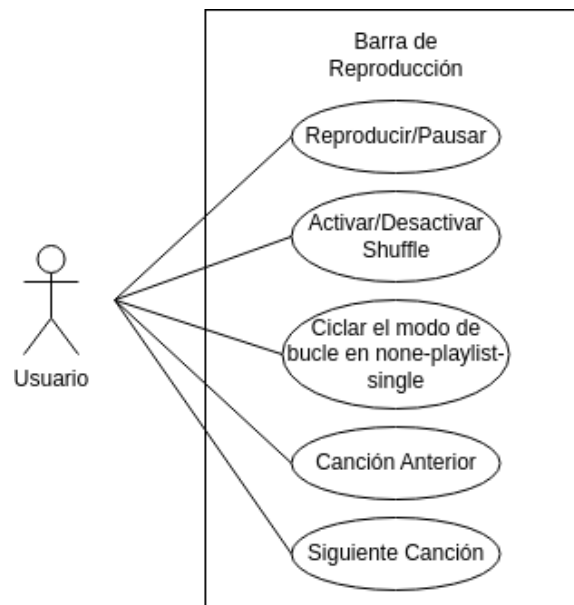 Barra de
Reproducción
Reproducir/Pausar
Activar/Desactivar
Shuffle
Ciclar el modo de
bucle en none-playlist-
single
Usuario
Canción Anterior
Siguiente Canción